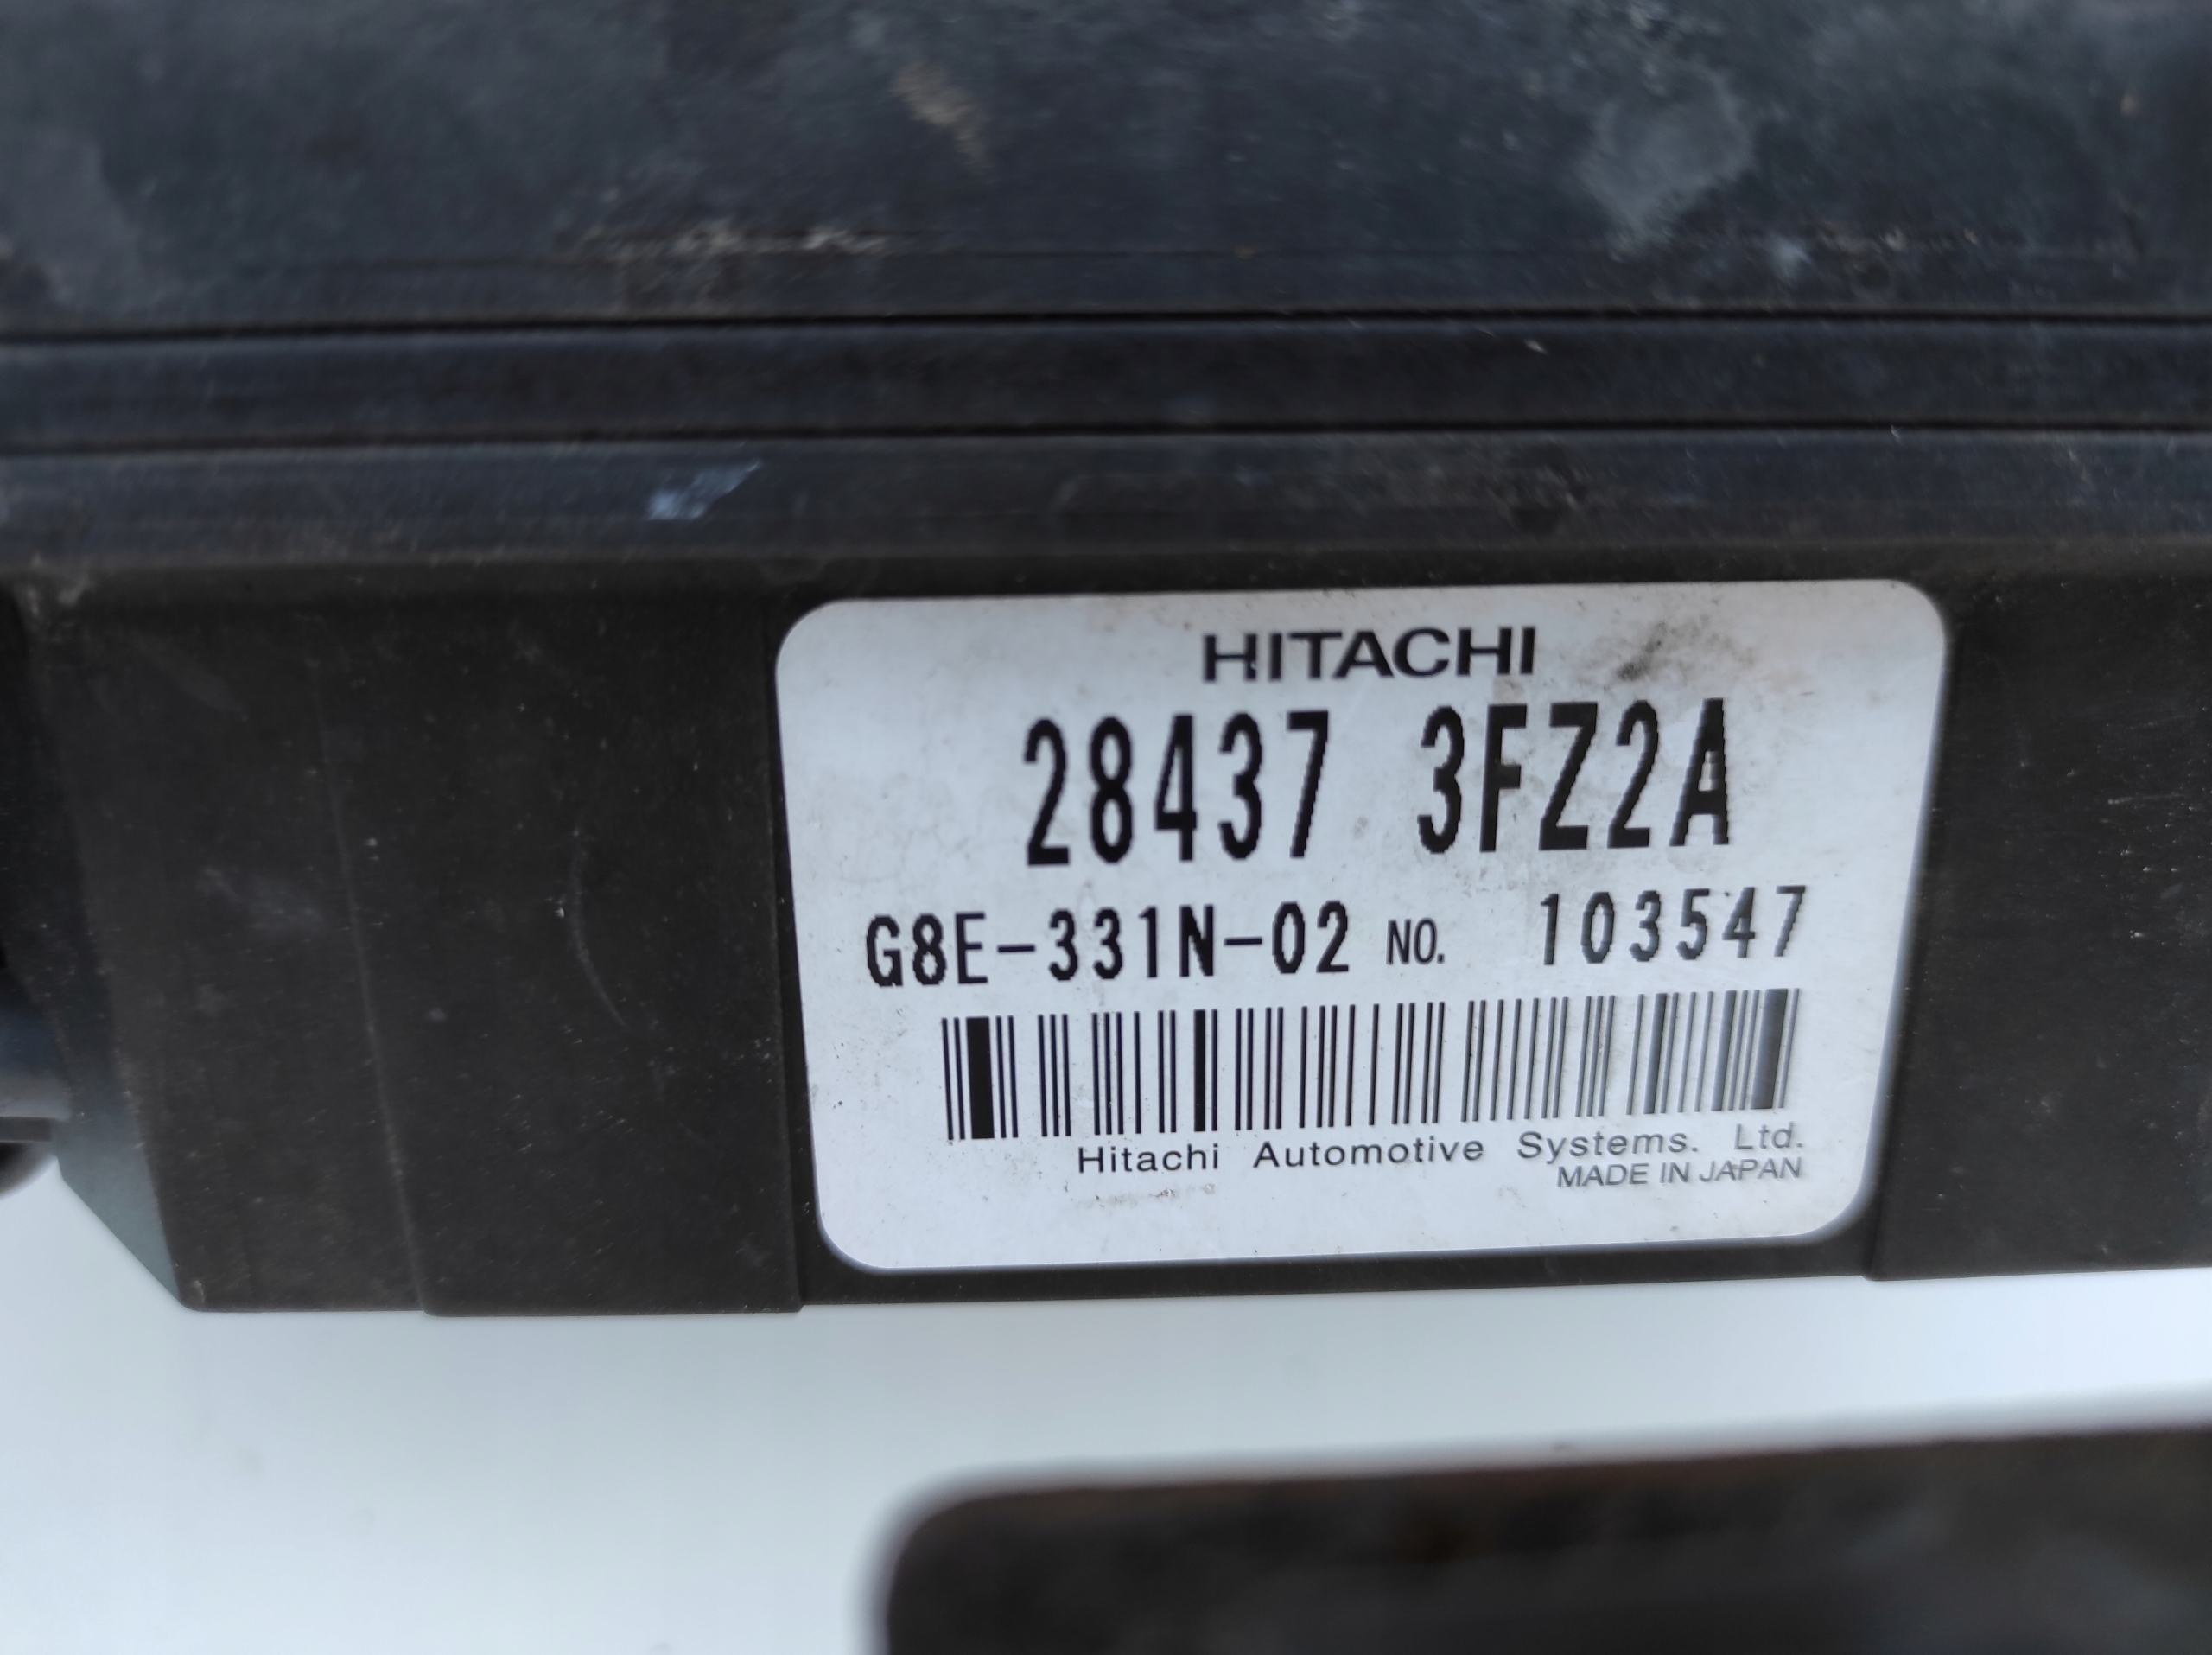 HITACHI
28437 3FZ2A
G8E-331N-02 NO. 103547
Hitachi Automotive Systems. Ltd.
MADE IN JAPAN